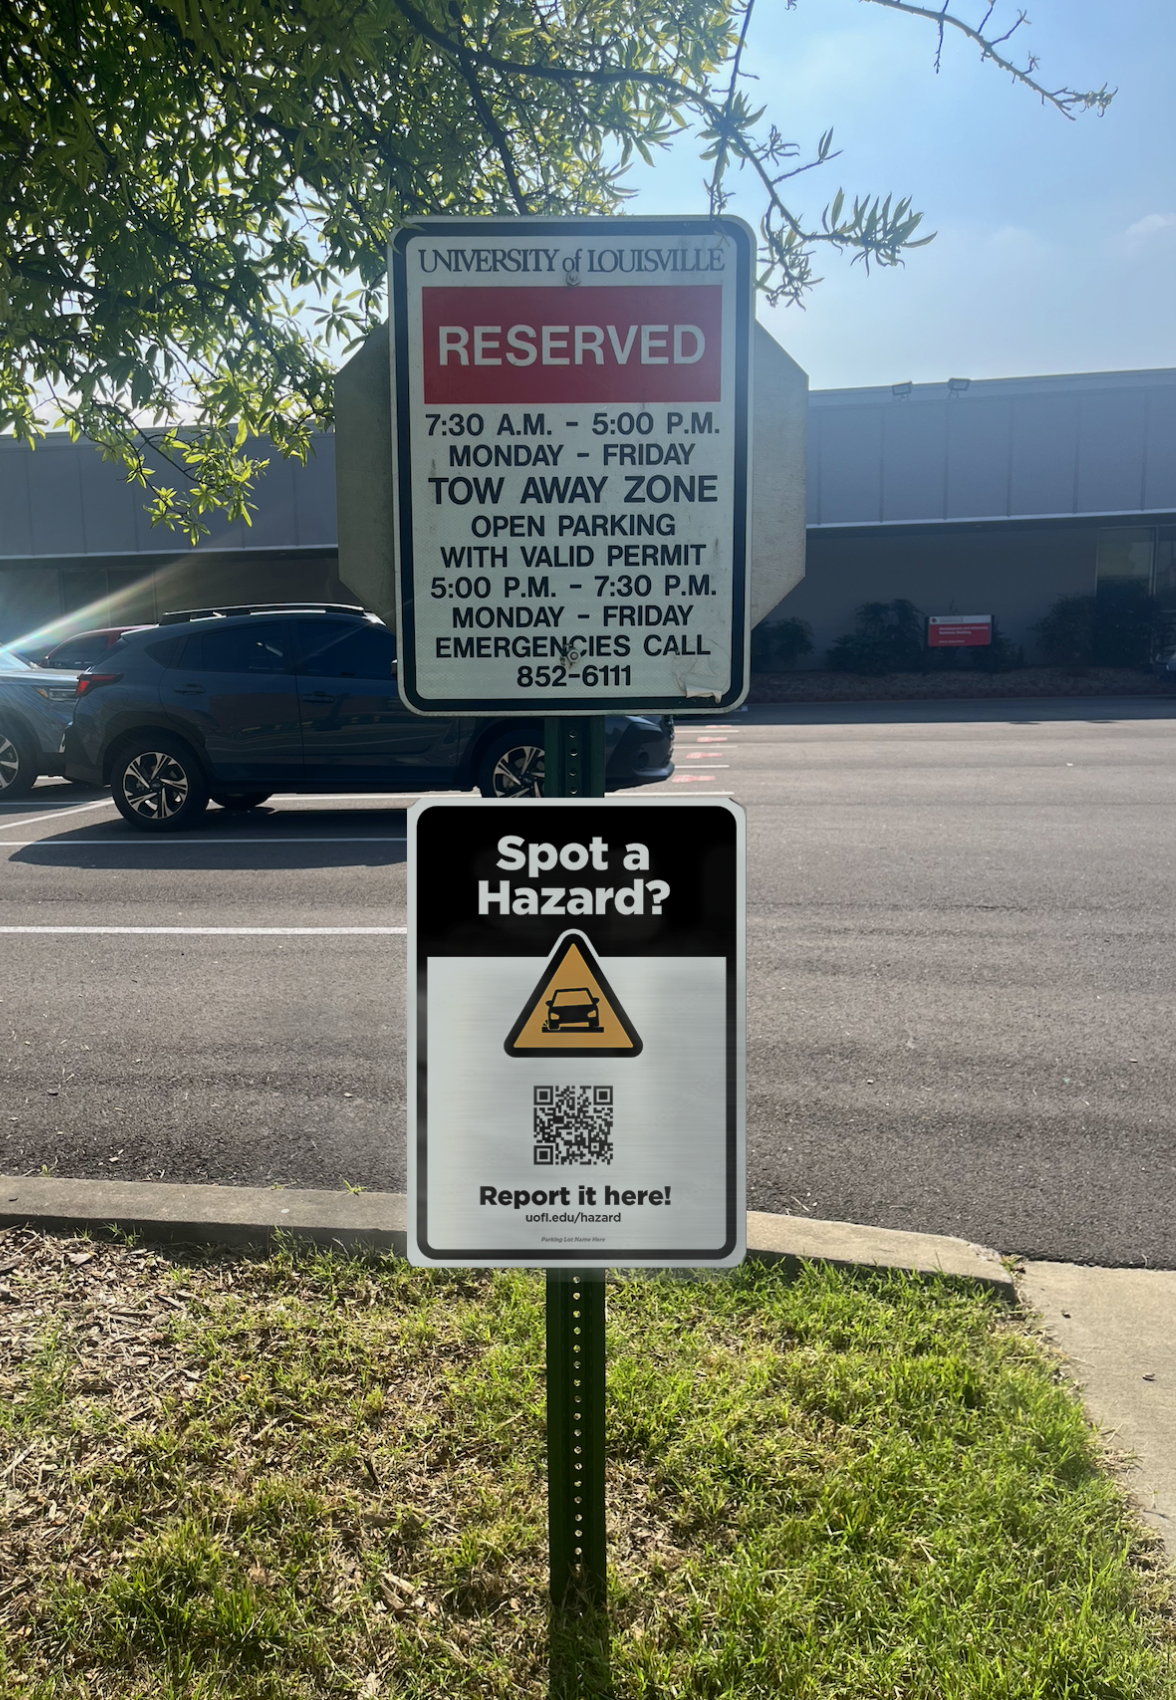 UNIVERSITY of LOUISVILLE
RESERVED
7:30 A.M. - 5:00 P.M.
MONDAY - FRIDAY
TOW AWAY ZONE
OPEN PARKING
WITH VALID PERMIT
5:00 P.M. - 7:30 P.M.
MONDAY - FRIDAY
EMERGENCIES CALL
852-6111
Spot a
Hazard?
Report it here!
uofl.edu/hazard
Parking Lot Name Here